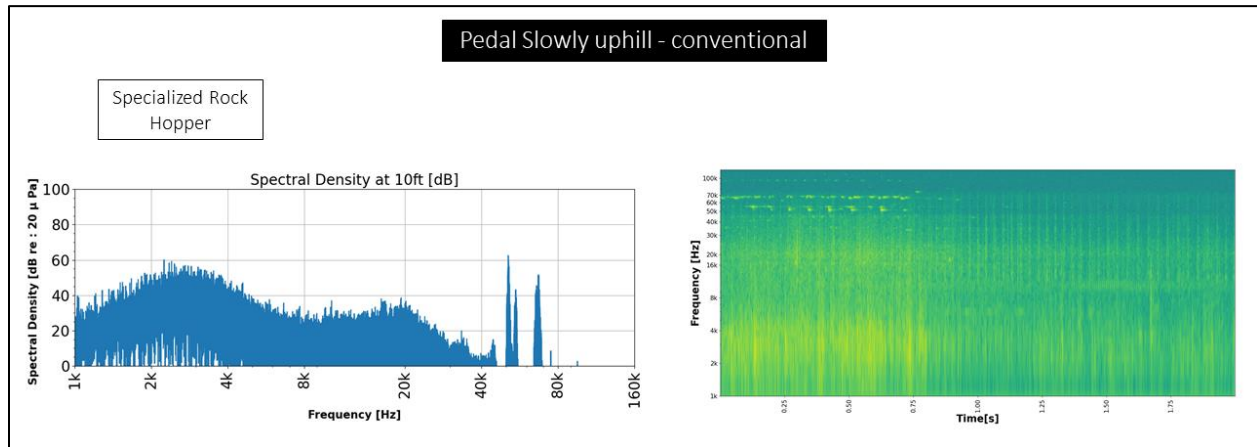 Pedal Slowly uphill - conventional
Specialized Rock
Hopper
Spectral Density at 10ft [dB]
Spectral Density [dB re : 20 µ Pa]
100
80
60
40
20
0
1k
2k
4k
8k
20k
40k
80k
160k
Frequency [Hz]
Frequency [Hz]
100k
70k
60k
50k
40k
30k
20k
16k
8k
4k
2k
1k
0.25
0.50
0.75
1.00
1.25
1.50
1.75
Time[s]